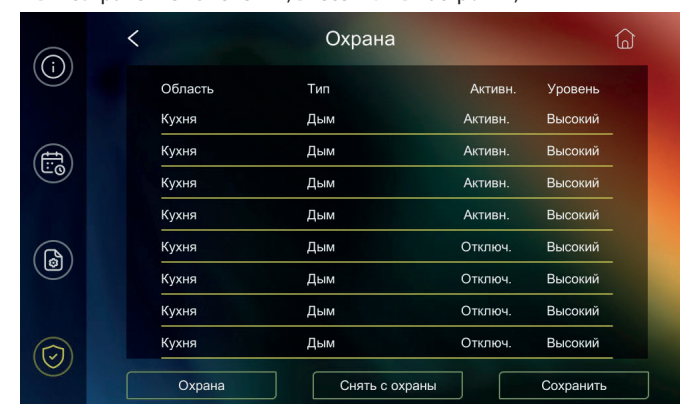 Охрана
Область Тип Активн. Уровень
Кухня Дым Активн. Высокий
Кухня Дым Активн. Высокий
Кухня Дым Активн. Высокий
Кухня Дым Активн. Высокий
Кухня Дым Отключ. Высокий
Кухня Дым Отключ. Высокий
Кухня Дым Отключ. Высокий
Кухня Дым Отключ. Высокий
Охрана Снять с охраны Сохранить